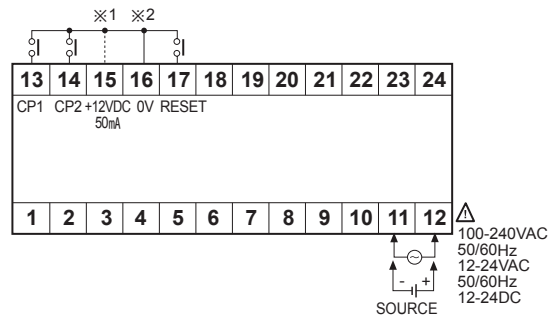 ※1 ※2
13 14 15 16 17 18 19 20 21 22 23 24
CP1 CP2 +12VDC 0V RESET
50mA
1 2 3 4 5 6 7 8 9 10 11 12
100-240VAC
50/60Hz
12-24VAC
50/60Hz
12-24DC
- +
SOURCE